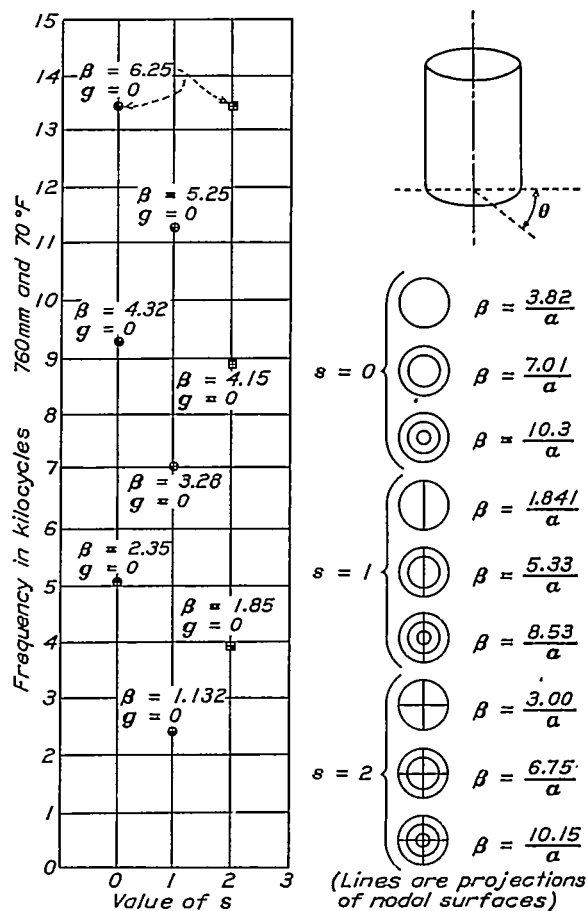 15
14
13
12
11
10
9
8
7
6
5
4
3
2
1
0
Frequency in kilocycles 760mm and 70°F
β = 6.25
g = 0
β = 5.25
g = 0
β = 4.32
g = 0
β = 4.15
g = 0
β = 3.28
g = 0
β = 2.35
g = 0
β = 1.85
g = 0
β = 1.132
g = 0
0 1 2 3
Value of s
θ
s = 0
β = 3.82/a
β = 7.01/a
β = 10.3/a
s = 1
β = 1.841/a
β = 5.33/a
β = 8.53/a
s = 2
β = 3.00/a
β = 6.75/a
β = 10.15/a
(Lines are projections
of nodal surfaces)